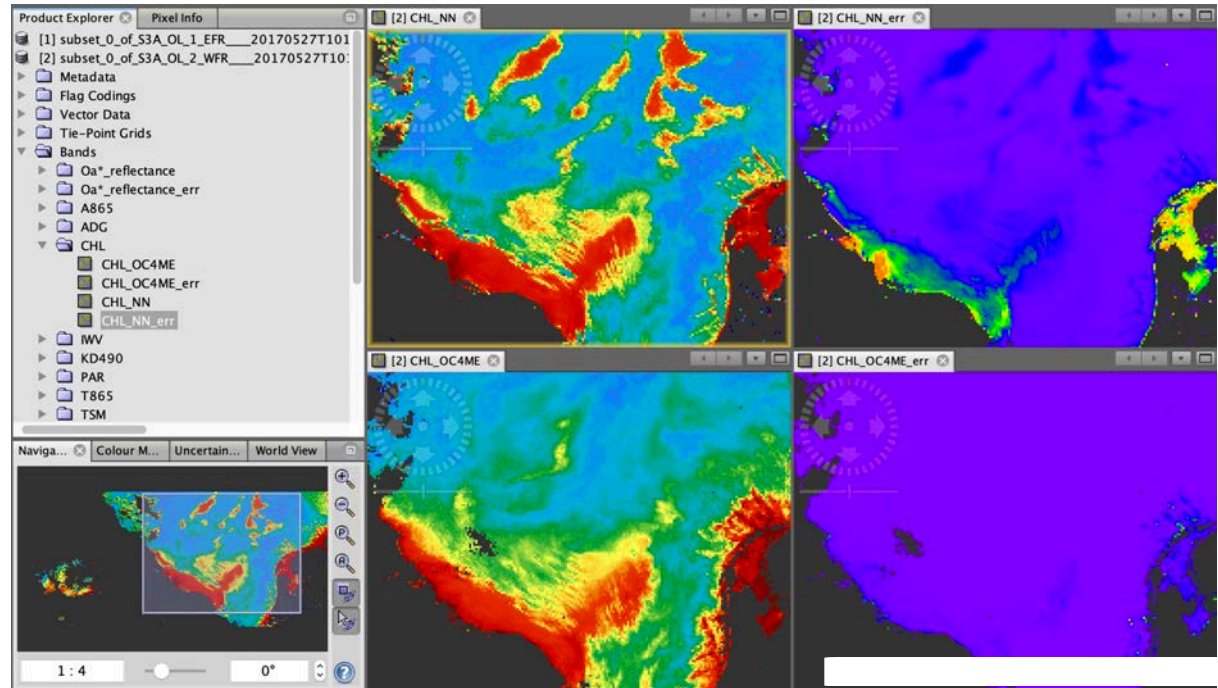 Product Explorer Pixel Info
[1] subset_0_of_S3A_OL_1_EFR____20170527T101
[2] subset_0_of_S3A_OL_2_WFR____20170527T10
Metadata
Flag Codings
Vector Data
Tie-Point Grids
Bands
Oa*_reflectance
Oa*_reflectance_err
A865
ADG
CHL
CHL_OC4ME
CHL_OC4ME_err
CHL_NN
CHL_NN_err
IWV
KD490
PAR
T865
TSM
Naviga... Colour M... Uncertain... World View
1 : 4
0°
[2] CHL_NN
[2] CHL_NN_err
[2] CHL_OC4ME
[2] CHL_OC4ME_err